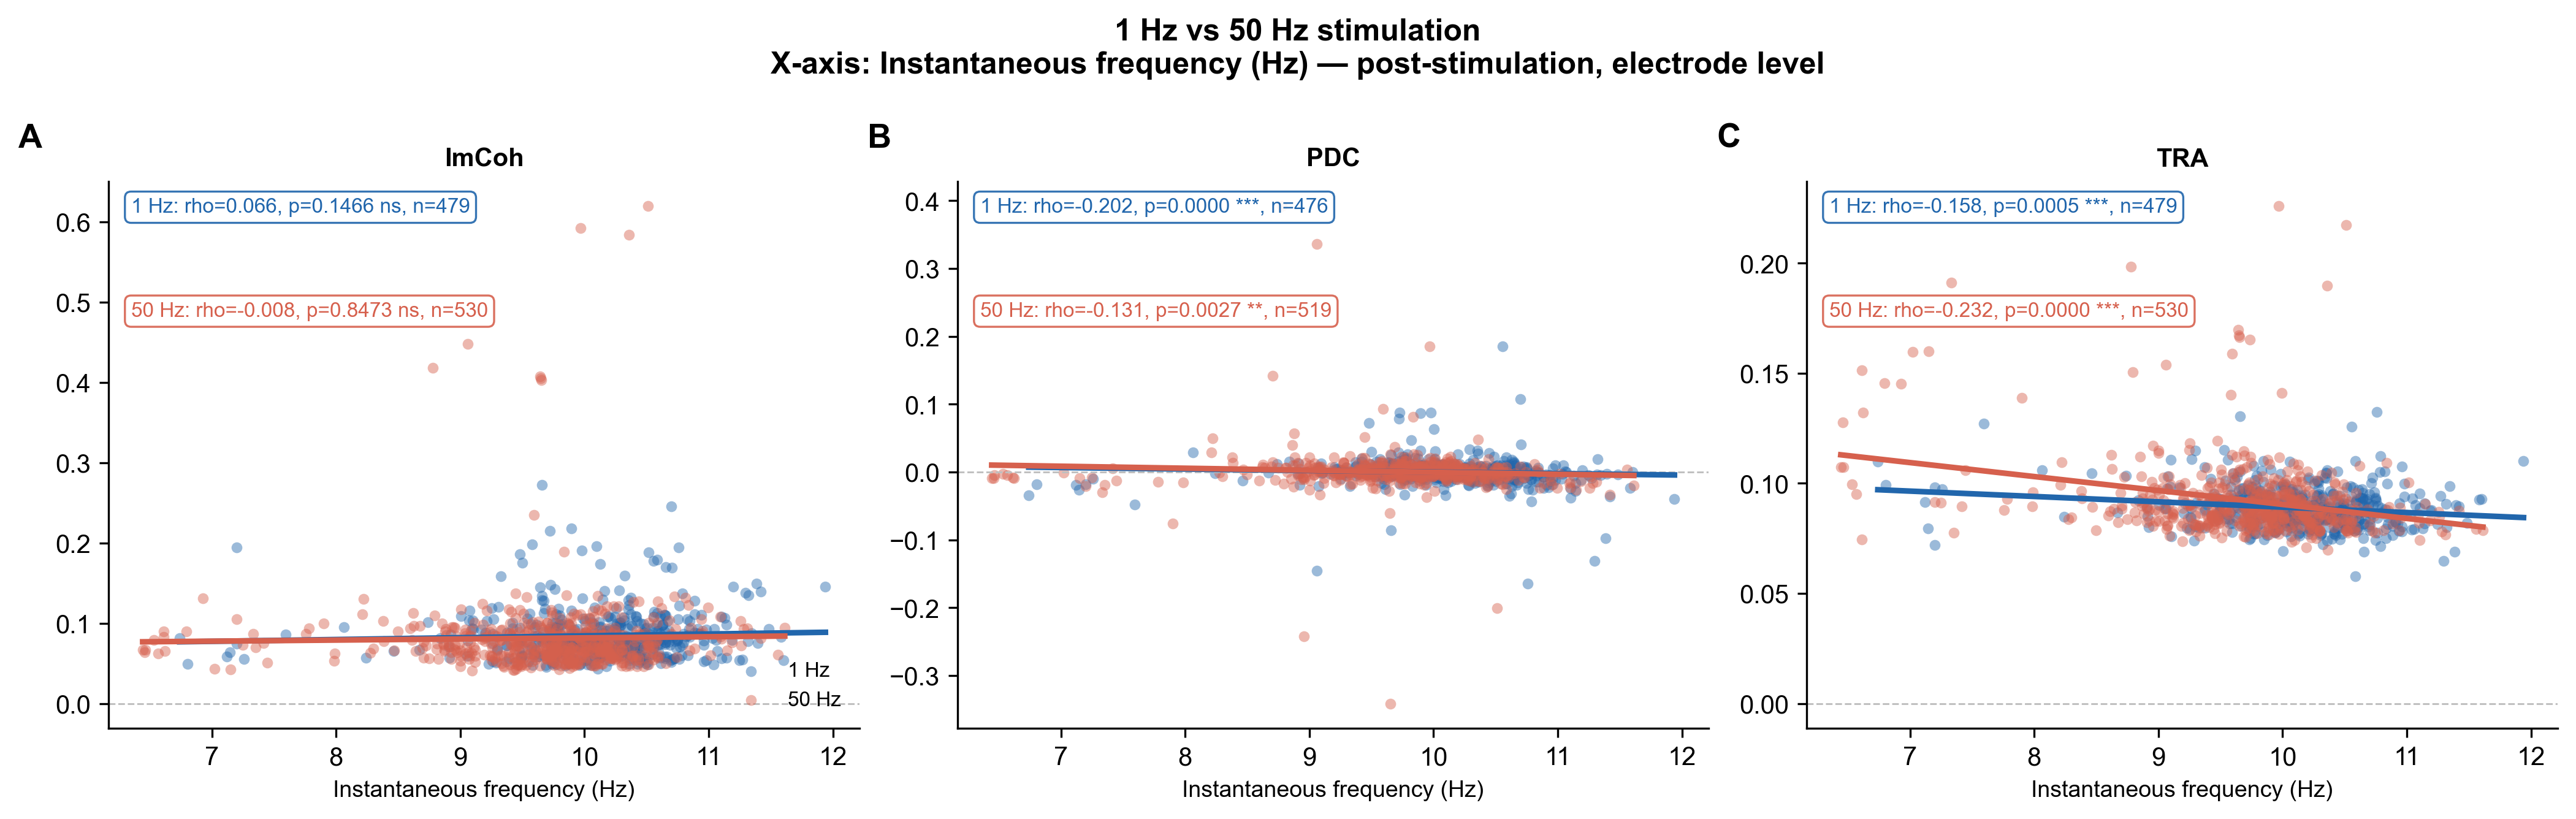 1 Hz vs 50 Hz stimulation
X-axis: Instantaneous frequency (Hz) — post-stimulation, electrode level
A
ImCoh
1 Hz: rho=0.066, p=0.1466 ns, n=479
50 Hz: rho=-0.008, p=0.8473 ns, n=530
0.6
0.5
0.4
0.3
0.2
0.1
0.0
1 Hz
50 Hz
7 8 9 10 11 12
Instantaneous frequency (Hz)
B
PDC
1 Hz: rho=-0.202, p=0.0000 ***, n=476
50 Hz: rho=-0.131, p=0.0027 **, n=519
0.4
0.3
0.2
0.1
0.0
−0.1
−0.2
−0.3
7 8 9 10 11 12
Instantaneous frequency (Hz)
C
TRA
1 Hz: rho=-0.158, p=0.0005 ***, n=479
50 Hz: rho=-0.232, p=0.0000 ***, n=530
0.20
0.15
0.10
0.05
0.00
7 8 9 10 11 12
Instantaneous frequency (Hz)